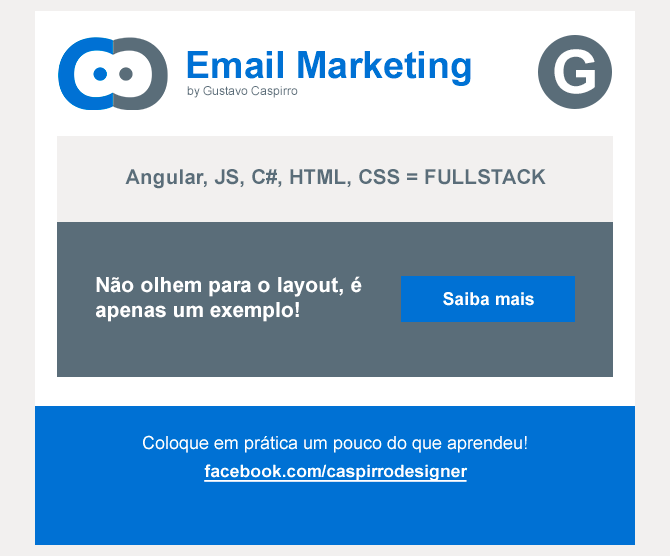 Email Marketing
by Gustavo Caspirro
G
Angular, JS, C#, HTML, CSS = FULLSTACK
Não olhem para o layout, é
apenas um exemplo!
Saiba mais
Coloque em prática um pouco do que aprendeu!
facebook.com/caspirrodesigner